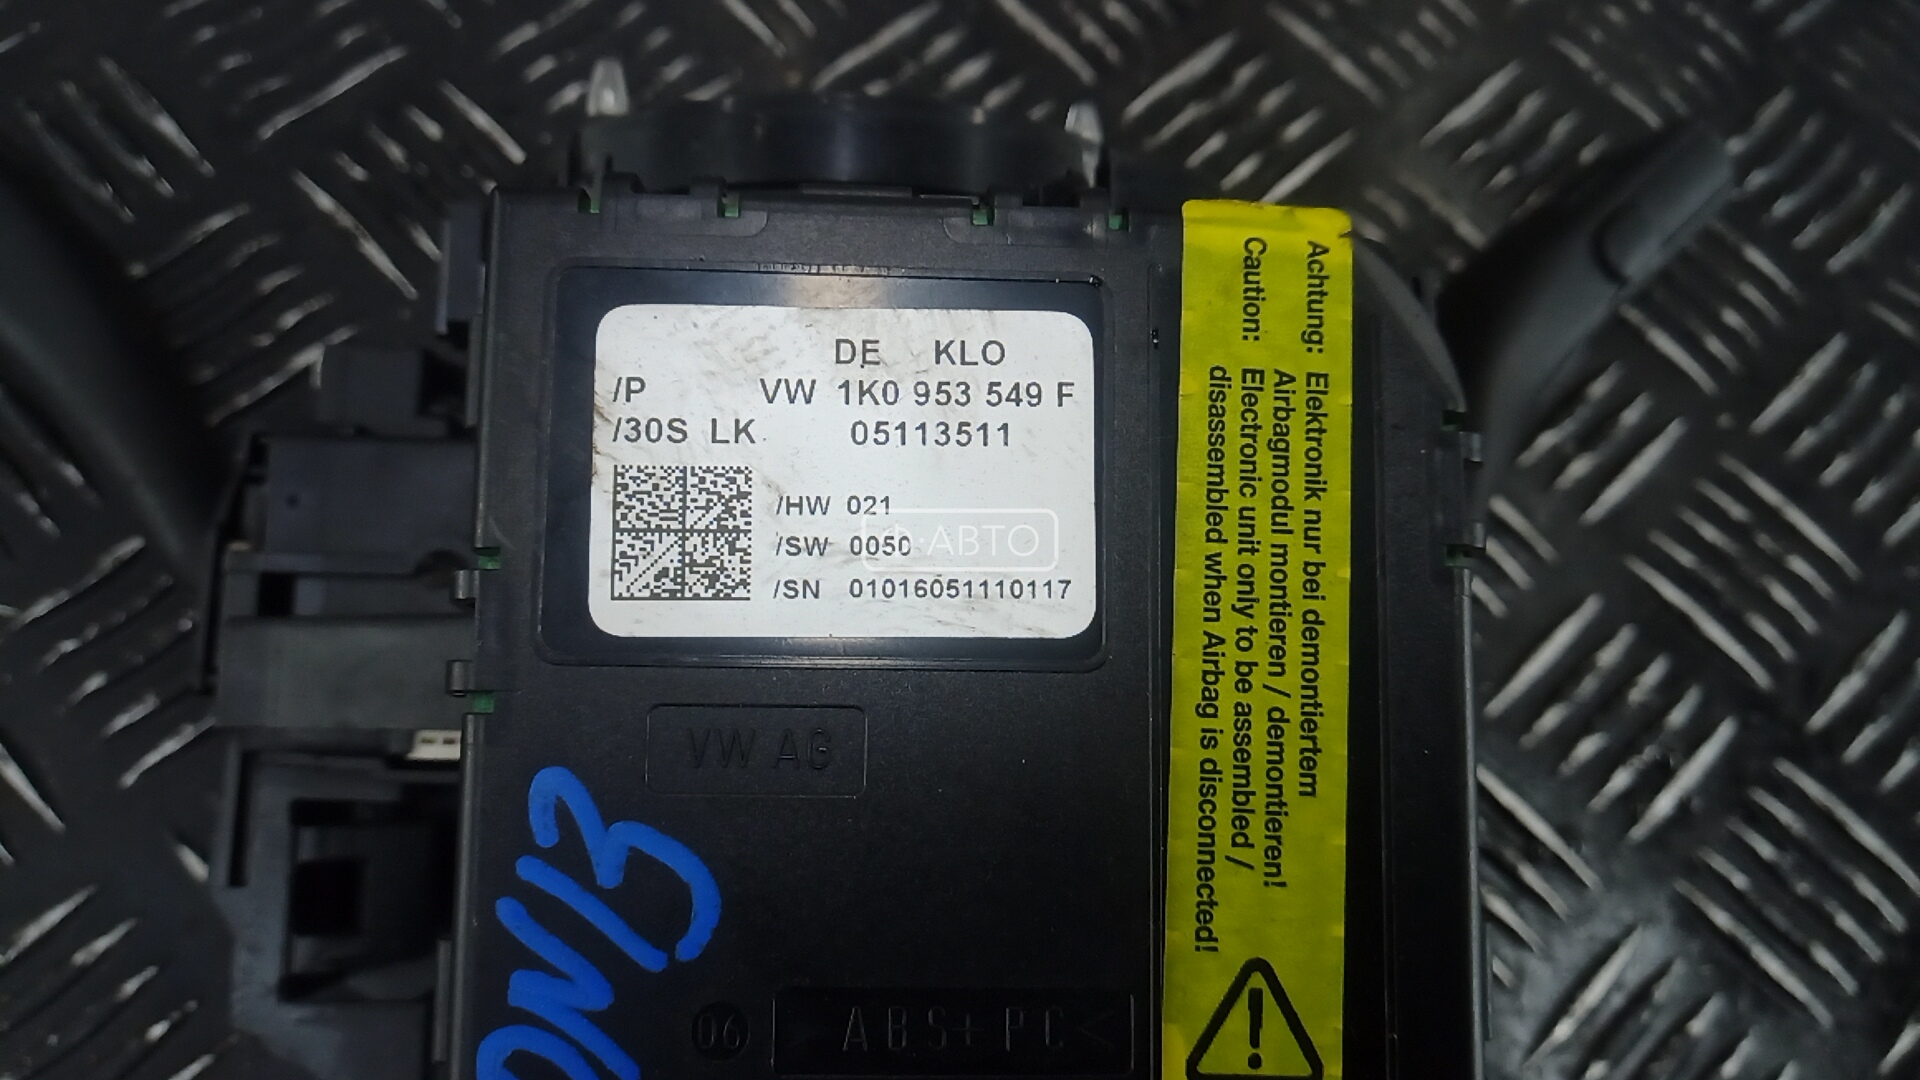 DE KLO
/P VW 1K0 953 549 F
/30S LK 05113511
/HW 021
/SW 0050
/SN 01016051110117
АВТО
VW AG
06
>ABS+PC<
Achtung: Elektronik nur bei demontiertem
Airbagmodul montieren / demontieren!
Caution: Electronic unit only to be assembled /
disassembled when Airbag is disconnected!